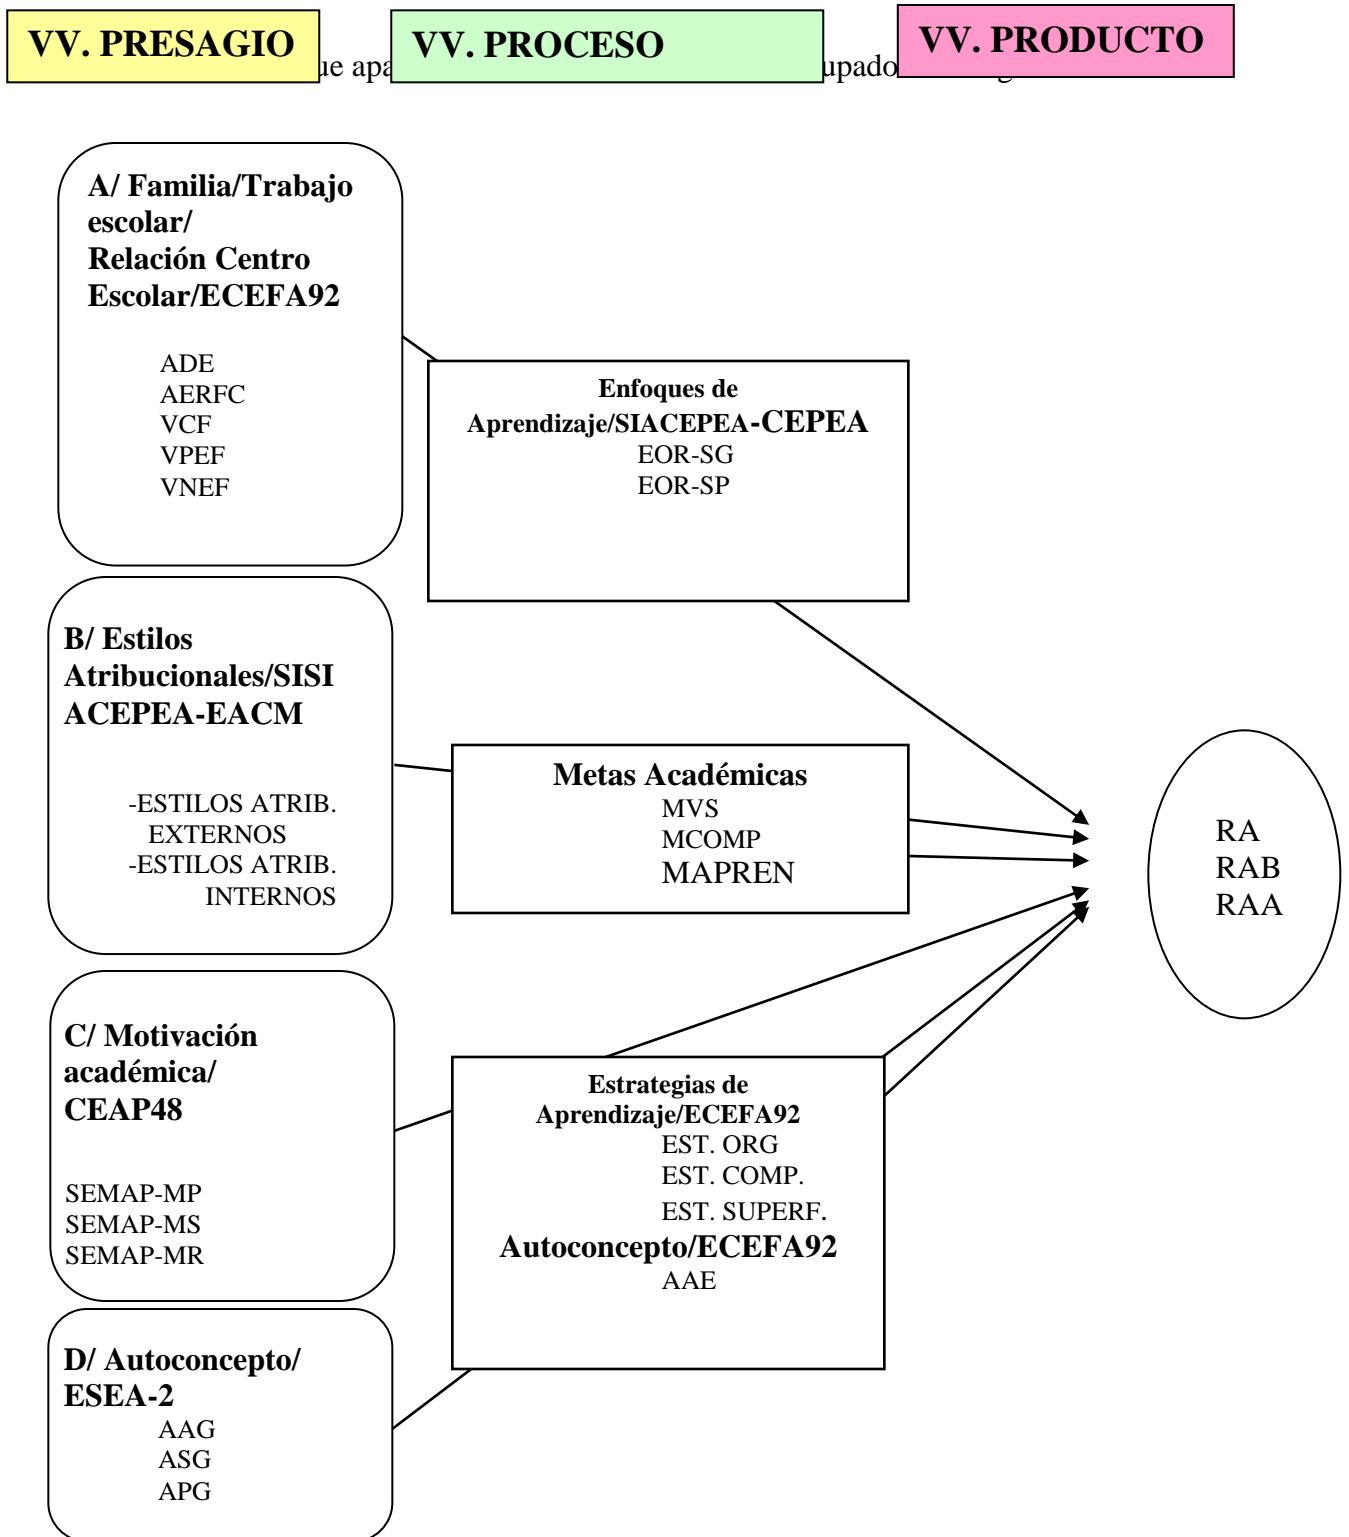 VV. PRESAGIO
VV. PROCESO
VV. PRODUCTO
A/ Familia/Trabajo
escolar/
Relación Centro
Escolar/ECEFA92
ADE
AERFC
VCF
VPEF
VNEF
B/ Estilos
Atribucionales/SISI
ACEPEA-EACM
-ESTILOS ATRIB.
EXTERNOS
-ESTILOS ATRIB.
INTERNOS
C/ Motivación
académica/
CEAP48
SEMAP-MP
SEMAP-MS
SEMAP-MR
D/ Autoconcepto/
ESEA-2
AAG
ASG
APG
Enfoques de
Aprendizaje/SIACEPEA-CEPEA
EOR-SG
EOR-SP
Metas Académicas
MVS
MCOMP
MAPREN
Estrategias de
Aprendizaje/ECEFA92
EST. ORG
EST. COMP.
EST. SUPERF.
Autoconcepto/ECEFA92
AAE
RA
RAB
RAA